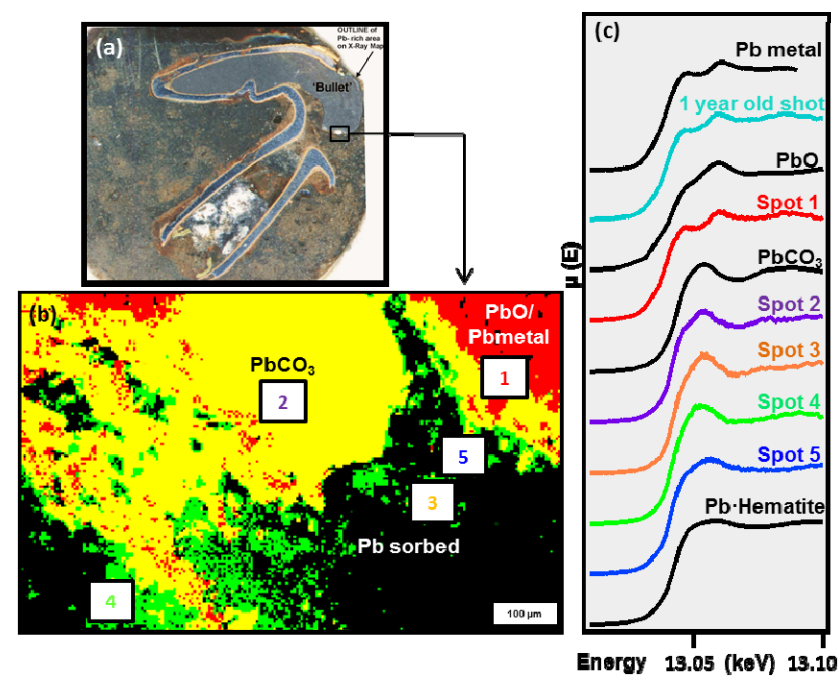 (a)
OUTLINE of
Pb- rich area
on X-Ray Map
'Bullet'
(b)
PbO/
Pb metal
1
PbCO3
2
5
3
Pb sorbed
4
100 µm
(c)
Pb metal
1 year old shot
PbO
Spot 1
µ (E)
PbCO3
Spot 2
Spot 3
Spot 4
Spot 5
Pb·Hematite
Energy 13.05 (keV) 13.10